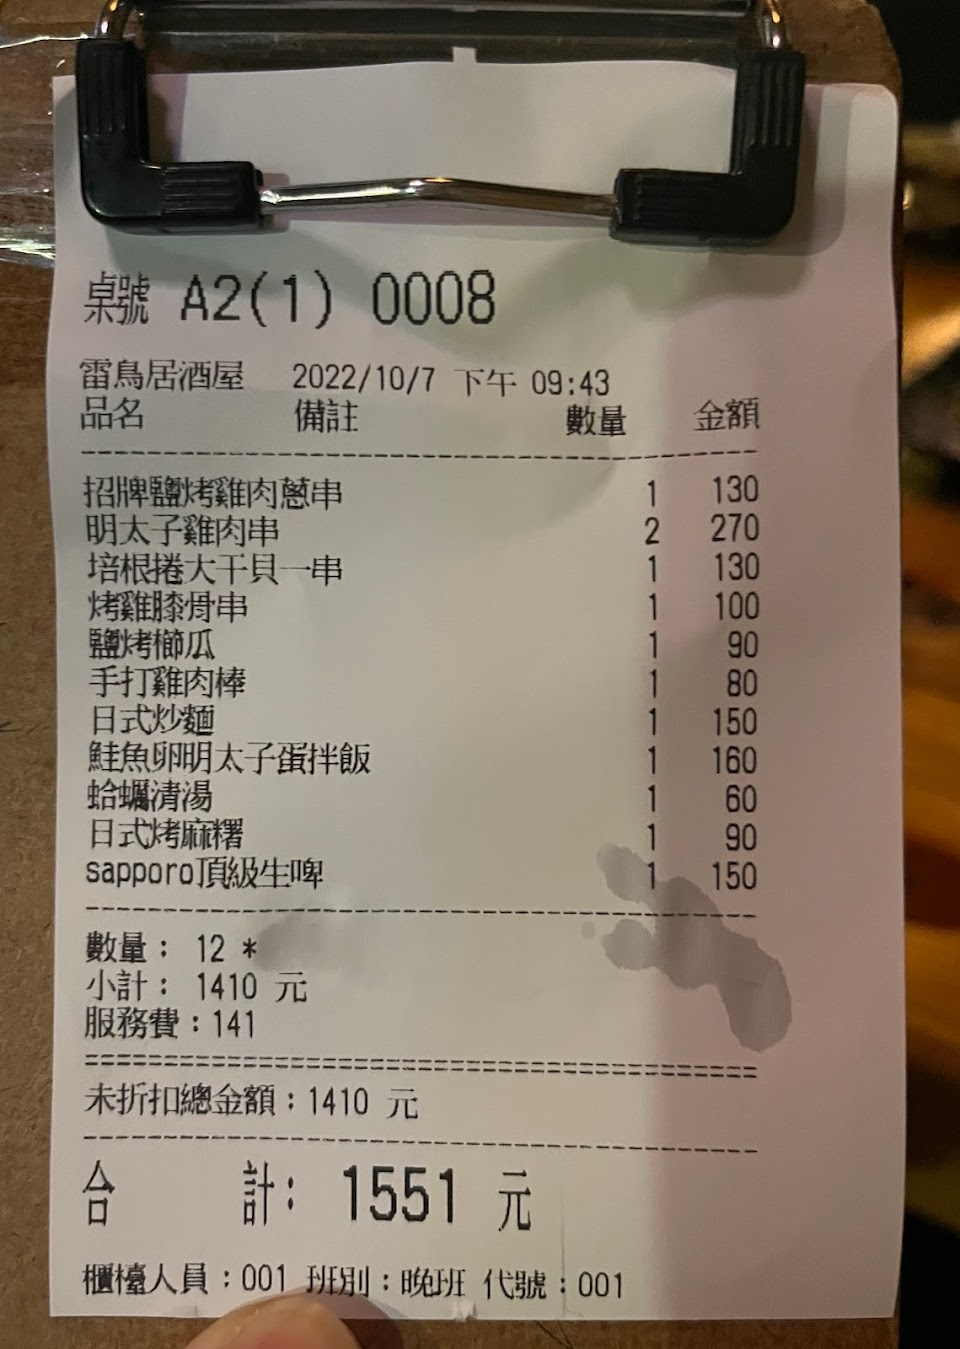 桌號 A2(1) 0008
雷鳥居酒屋 2022/10/7 下午 09:43
品名 備註 數量 金額
招牌鹽烤雞肉蔥串 1 130
明太子雞肉串 2 270
培根捲大干貝一串 1 130
烤雞膝骨串 1 100
鹽烤櫛瓜 1 90
手打雞肉棒 1 80
日式炒麵 1 150
鮭魚卵明太子蛋拌飯 1 160
蛤蠣清湯 1 60
日式烤麻糬 1 90
sapporo頂級生啤 1 150
數量： 12 *
小計： 1410 元
服務費：141
未折扣總金額：1410 元
合 計： 1551 元
櫃檯人員：001 班別：晚班 代號：001